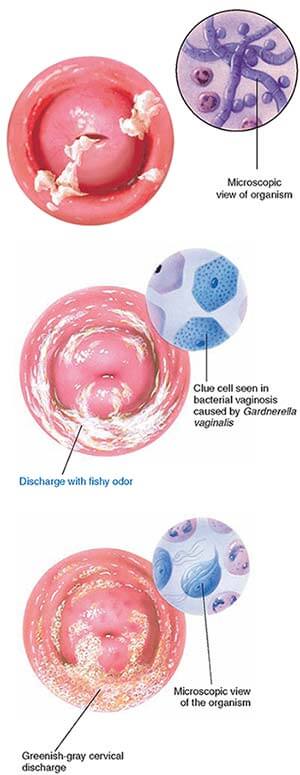 Microscopic
view of organism
Clue cell seen in
bacterial vaginosis
caused by Gardnerella
vaginalis
Discharge with fishy odor
Microscopic view
of the organism
Greenish-gray cervical
discharge